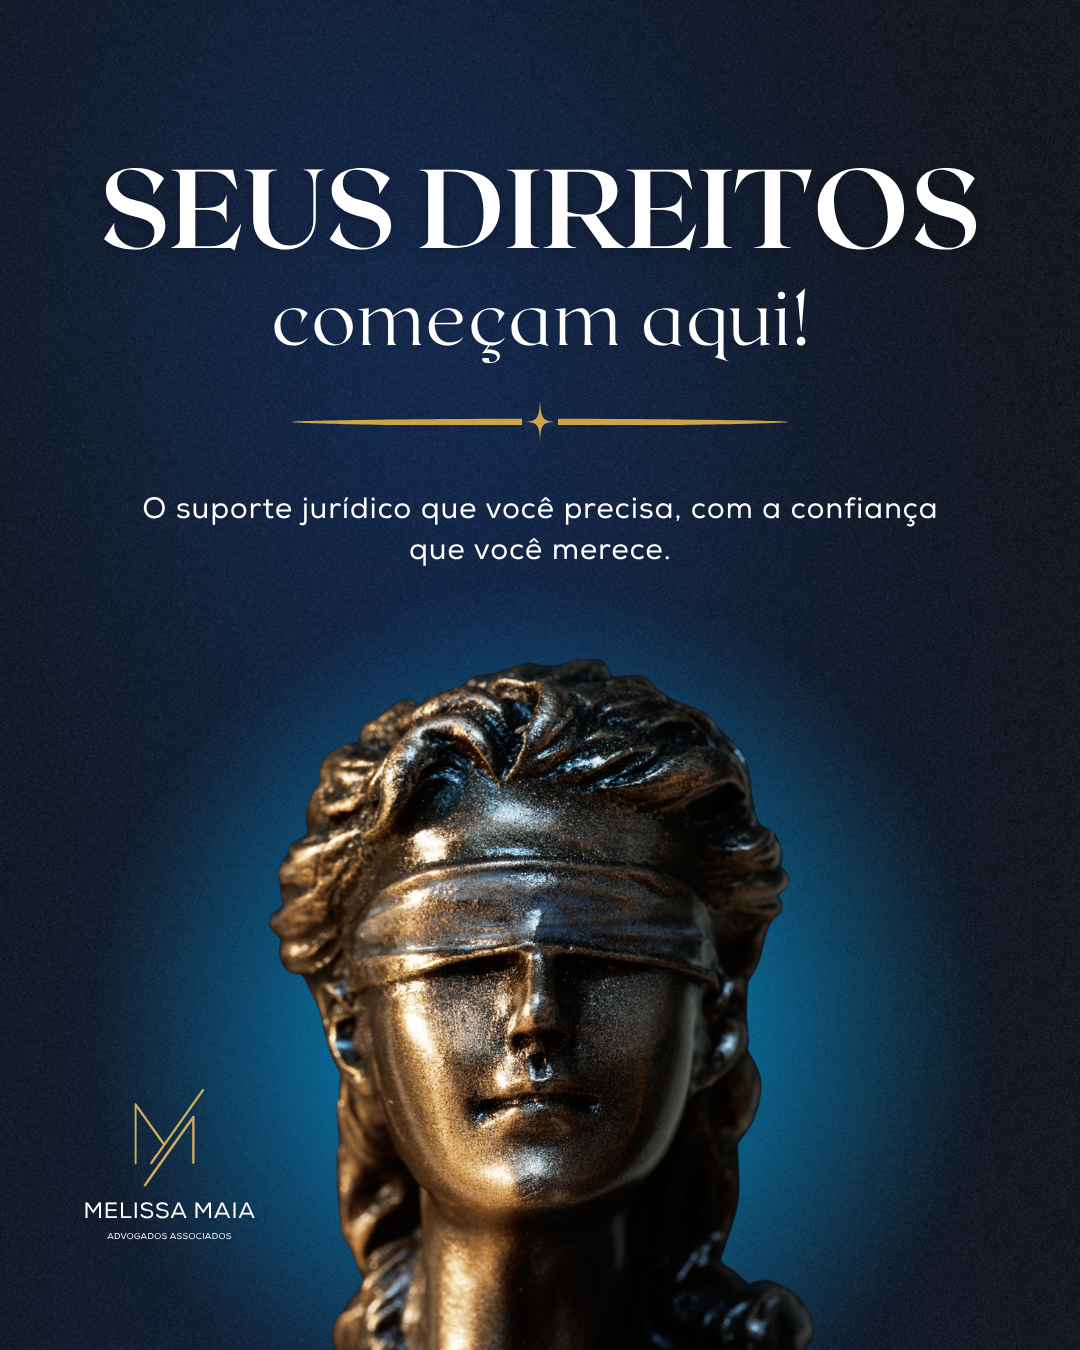 SEUS DIREITOS
começam aqui!
O suporte jurídico que você precisa, com a confiança
que você merece.
MELISSA MAIA
ADVOGADOS ASSOCIADOS